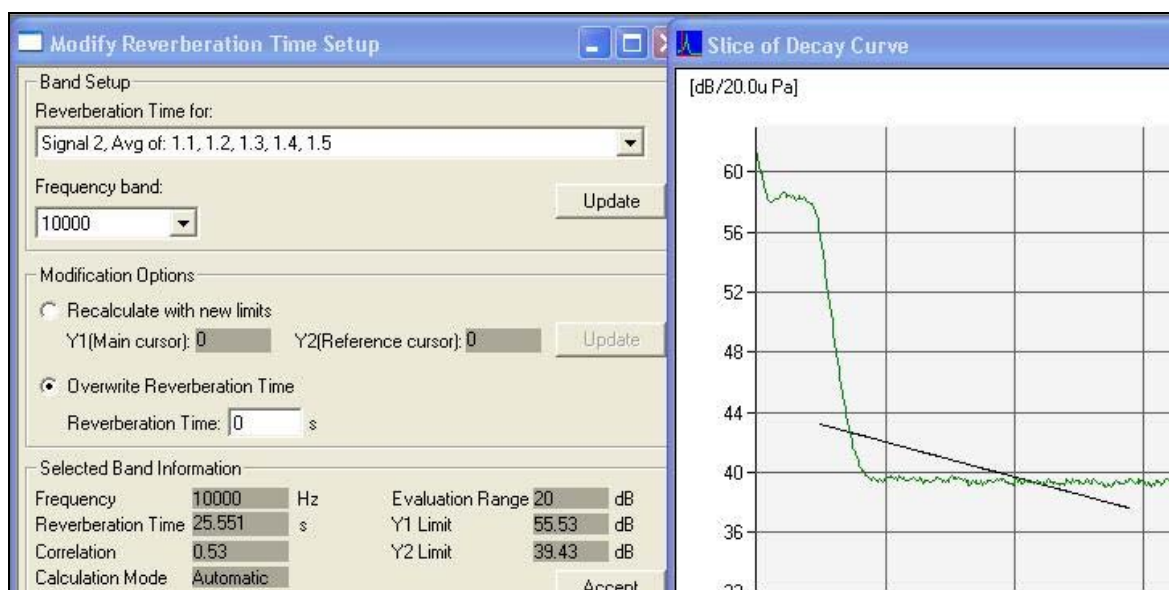 Modify Reverberation Time Setup
Band Setup
Reverberation Time for:
Signal 2, Avg of: 1.1, 1.2, 1.3, 1.4, 1.5
Frequency band:
10000
Update
Modification Options
Recalculate with new limits
Y1(Main cursor): 0 Y2(Reference cursor): 0 Update
Overwrite Reverberation Time
Reverberation Time: 0 s
Selected Band Information
Frequency 10000 Hz Evaluation Range 20 dB
Reverberation Time 25.551 s Y1 Limit 55.53 dB
Correlation 0.53 Y2 Limit 39.43 dB
Calculation Mode Automatic
Accept
Slice of Decay Curve
[dB/20.0u Pa]
60
56
52
48
44
40
36